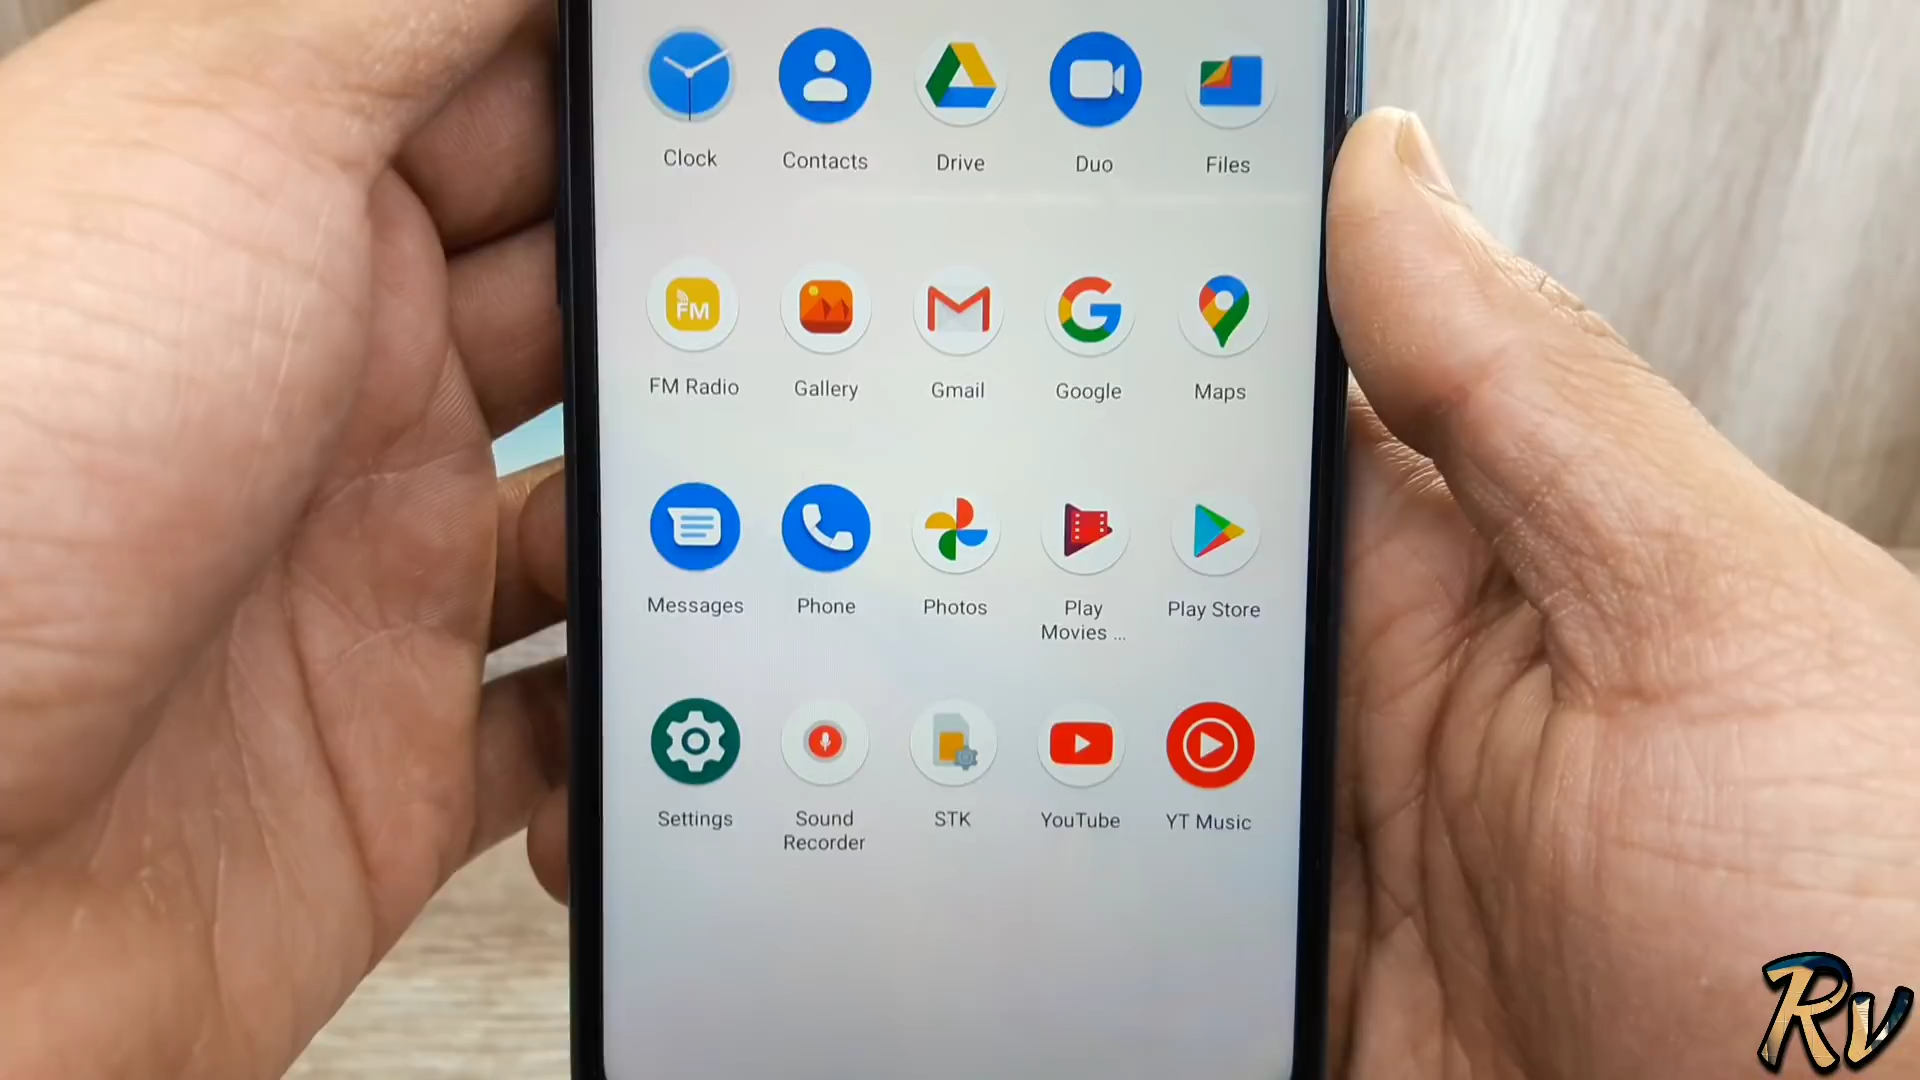 Clock Contacts Drive Duo Files
FM
FM Radio Gallery Gmail Google Maps
Messages Phone Photos Play Movies ... Play Store
Settings Sound Recorder STK YouTube YT Music
Rv